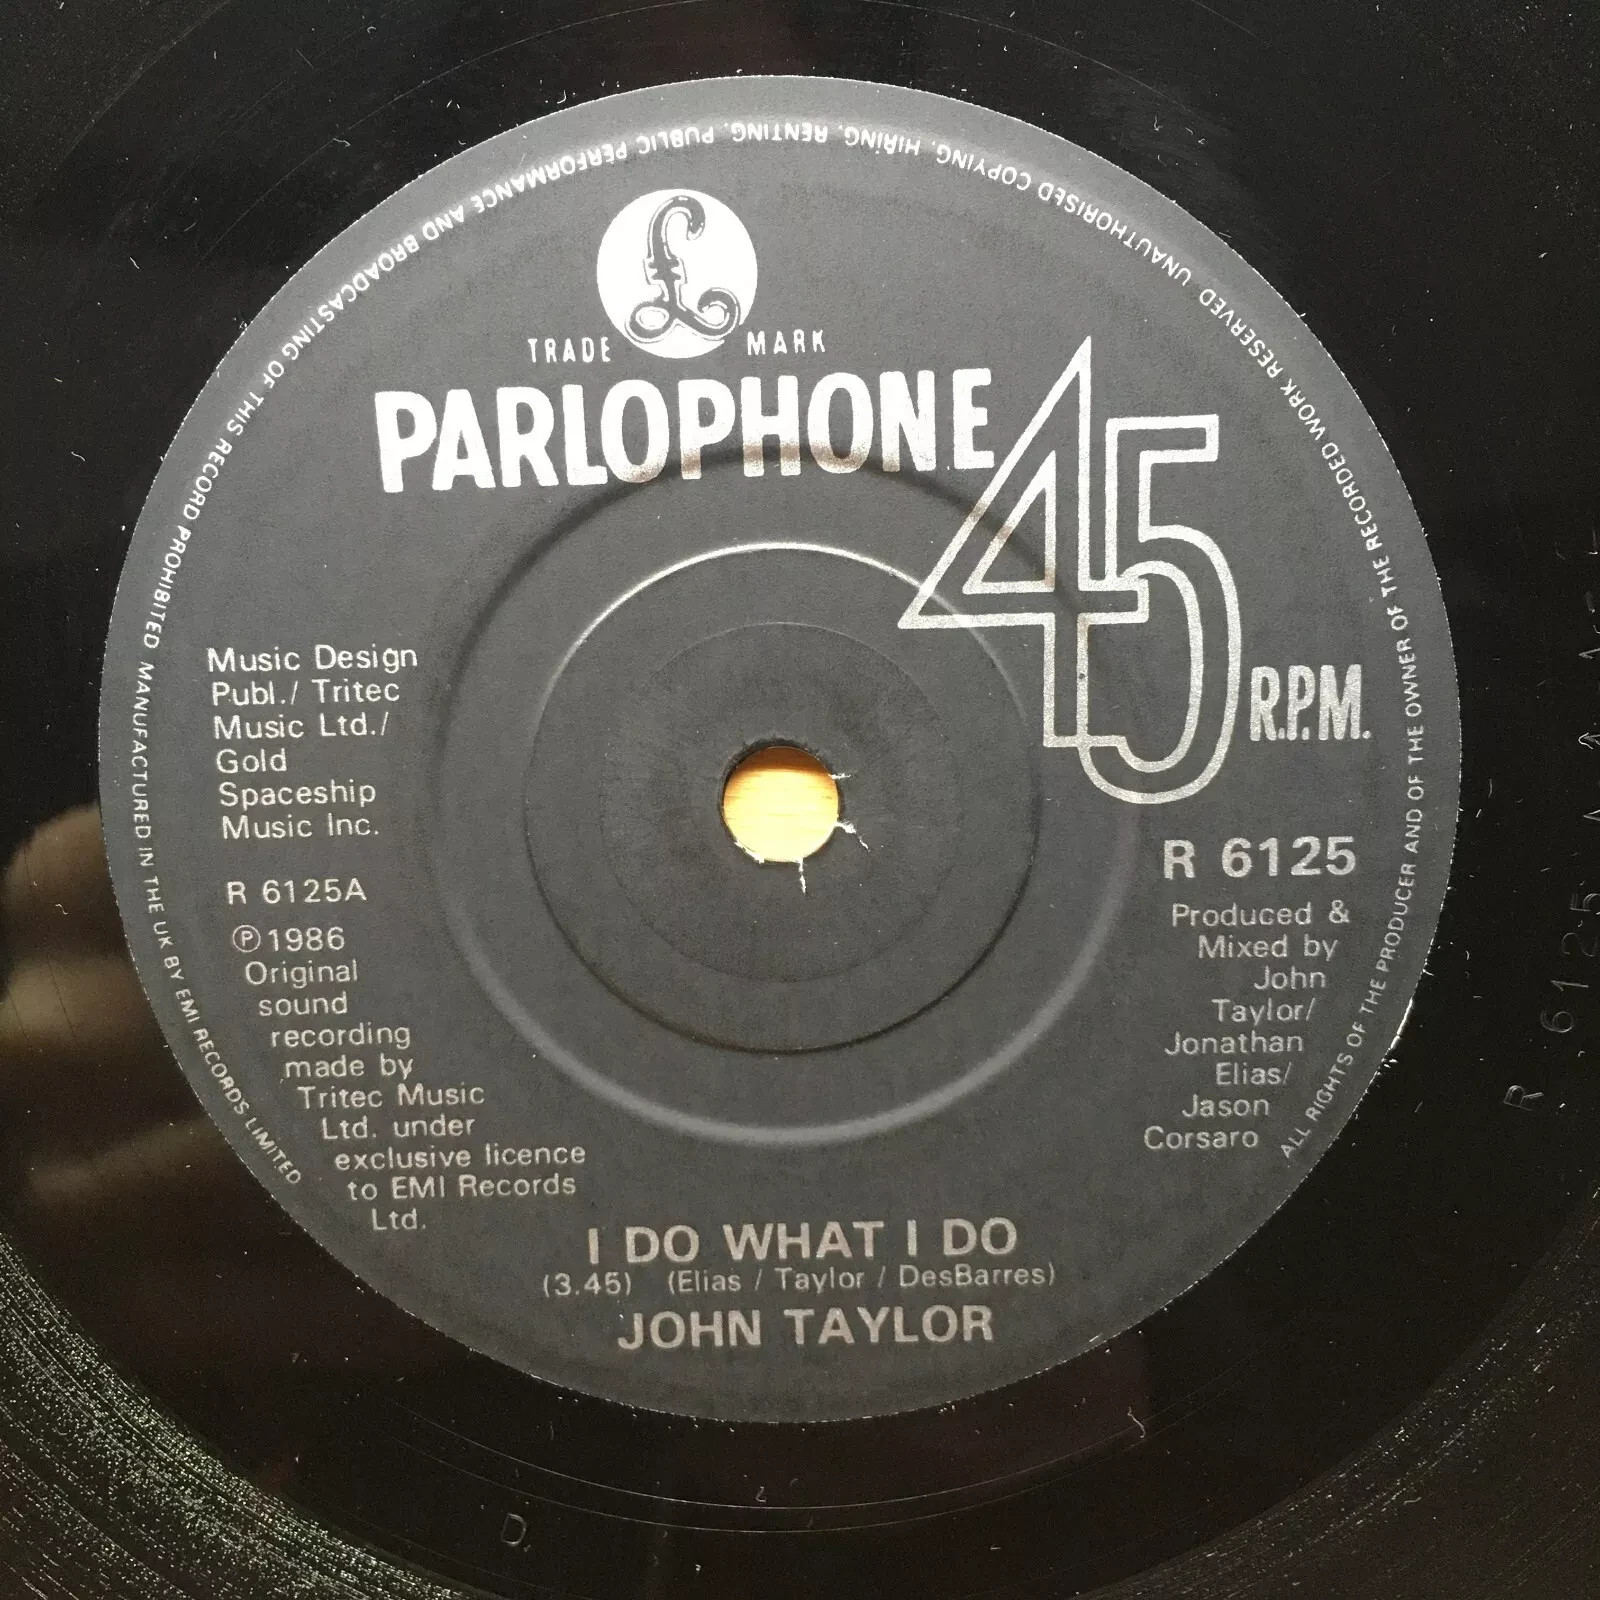 TRADE MARK
PARLOPHONE
45
R.P.M.
Music Design
Publ./ Tritec
Music Ltd./
Gold
Spaceship
Music Inc.
R 6125A
℗1986
Original
sound
recording
made by
Tritec Music
Ltd. under
exclusive licence
to EMI Records
Ltd.
R 6125
Produced &
Mixed by
John
Taylor/
Jonathan
Elias/
Jason
Corsaro
I DO WHAT I DO
(3.45) (Elias / Taylor / DesBarres)
JOHN TAYLOR
ALL RIGHTS OF THE PRODUCER AND OF THE OWNER OF THE RECORDED WORK RESERVED. UNAUTHORISED COPYING, HIRING, RENTING, PUBLIC PERFORMANCE AND BROADCASTING OF THIS RECORD PROHIBITED MANUFACTURED IN THE UK BY EMI RECORDS LIMITED
R 6125 A
D